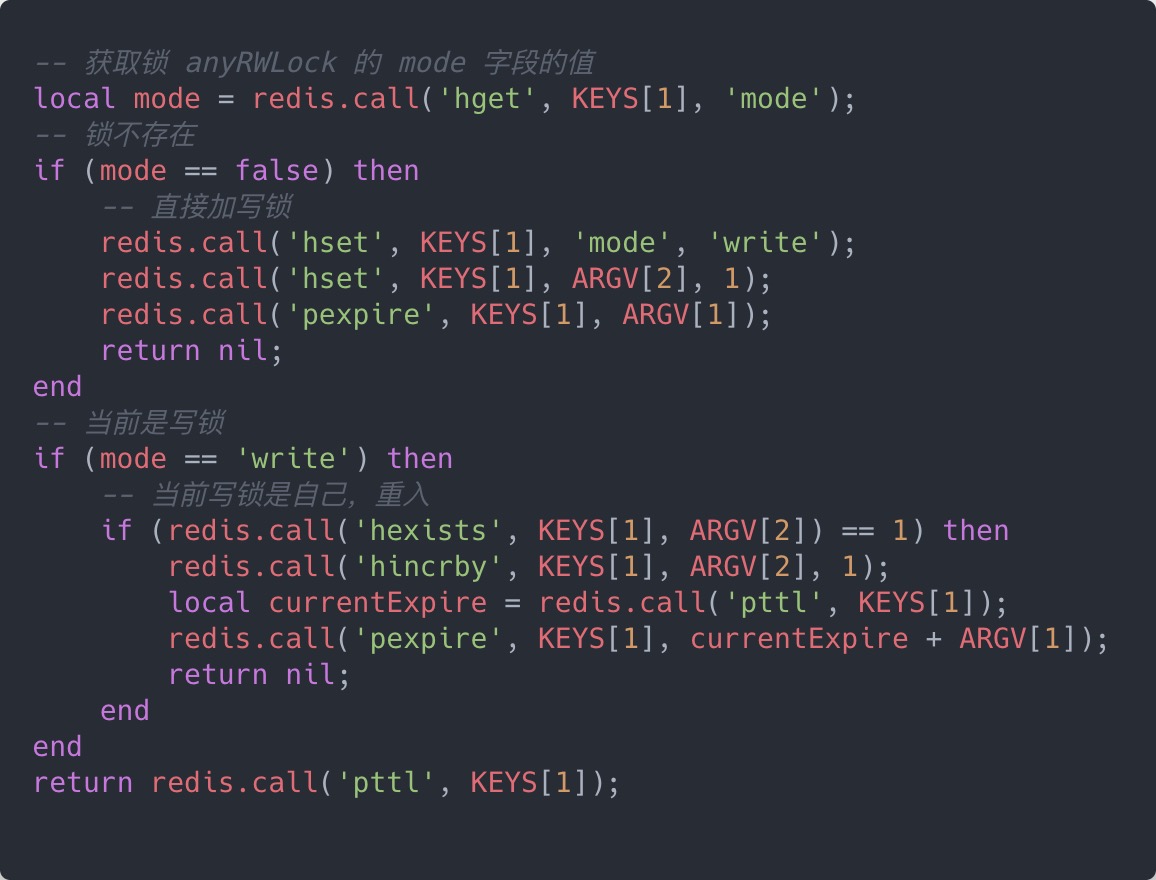 -- 获取锁 anyRWLock 的 mode 字段的值
local mode = redis.call('hget', KEYS[1], 'mode');
-- 锁不存在
if (mode == false) then
    -- 直接加写锁
    redis.call('hset', KEYS[1], 'mode', 'write');
    redis.call('hset', KEYS[1], ARGV[2], 1);
    redis.call('pexpire', KEYS[1], ARGV[1]);
    return nil;
end
-- 当前是写锁
if (mode == 'write') then
    -- 当前写锁是自己，重入
    if (redis.call('hexists', KEYS[1], ARGV[2]) == 1) then
        redis.call('hincrby', KEYS[1], ARGV[2], 1);
        local currentExpire = redis.call('pttl', KEYS[1]);
        redis.call('pexpire', KEYS[1], currentExpire + ARGV[1]);
        return nil;
    end
end
return redis.call('pttl', KEYS[1]);